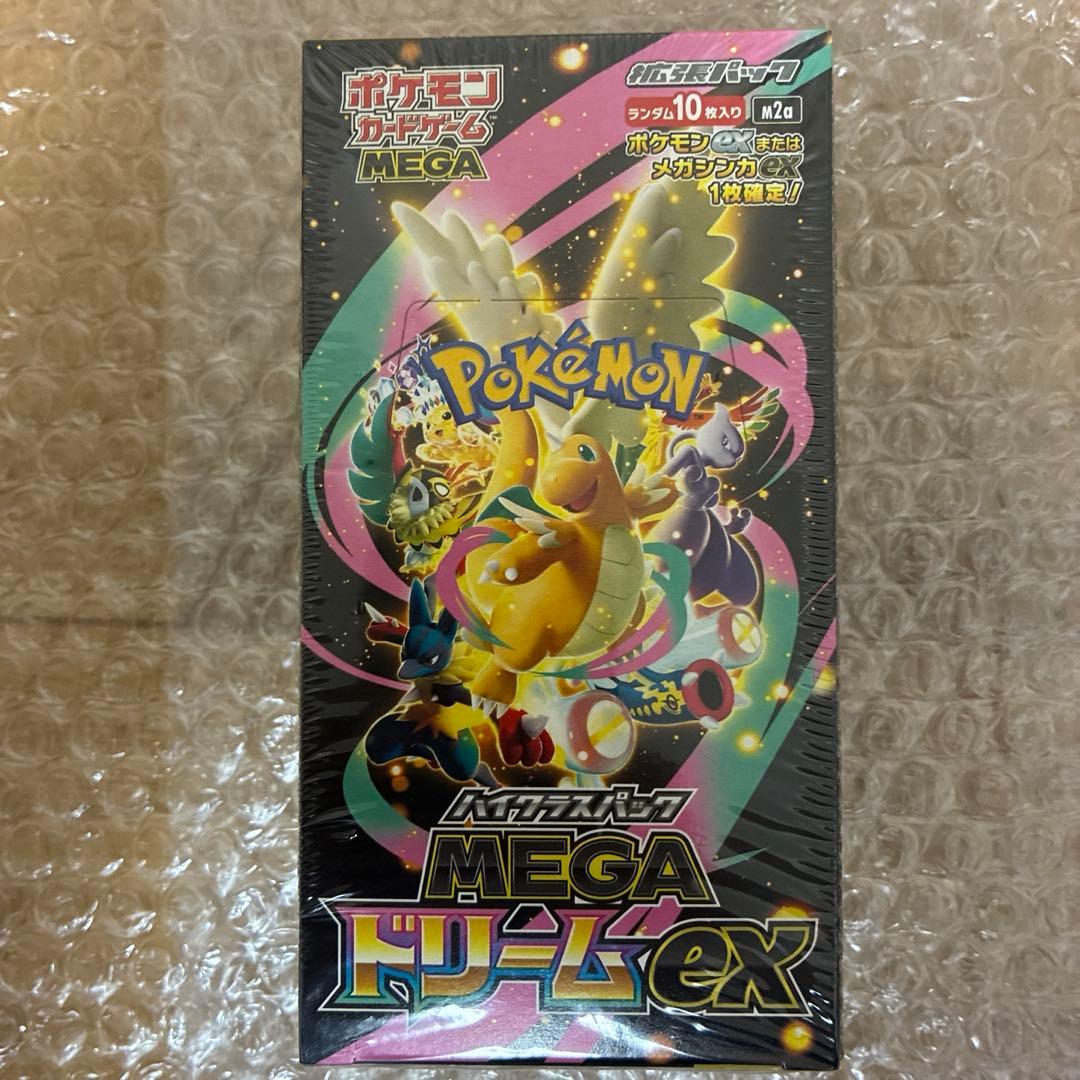 ポケモン
カードゲーム
MEGA
拡張パック
ランダム10枚入り M2a
ポケモンexまたは
メガシンカex
1枚確定!
POKéMON
ハイクラスパック
MEGA
ドリームex